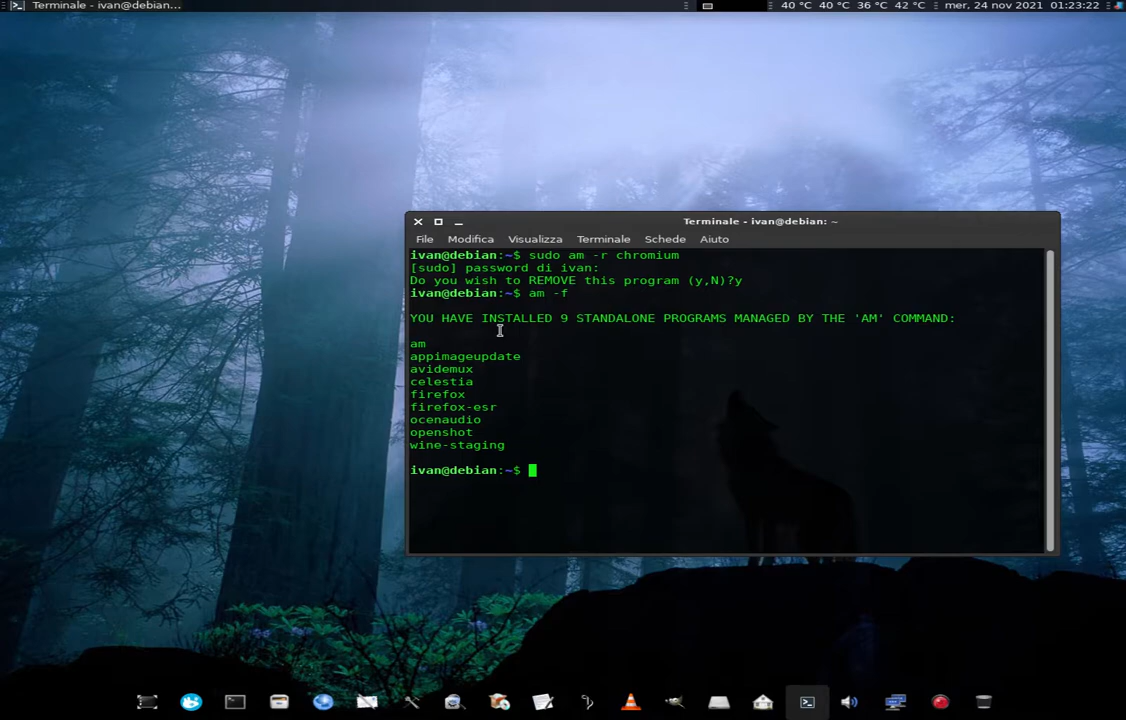 Terminale - ivan@debian...
40 °C 40 °C 36 °C 42 °C
mer, 24 nov 2021
01:23:22
Terminale - ivan@debian: ~
File Modifica Visualizza Terminale Schede Aiuto
ivan@debian:~$ sudo am -r chromium
[sudo] password di ivan:
Do you wish to REMOVE this program (y,N)?y
ivan@debian:~$ am -f
YOU HAVE INSTALLED 9 STANDALONE PROGRAMS MANAGED BY THE 'AM' COMMAND:
am
appimageupdate
avidemux
celestia
firefox
firefox-esr
ocenaudio
openshot
wine-staging
ivan@debian:~$